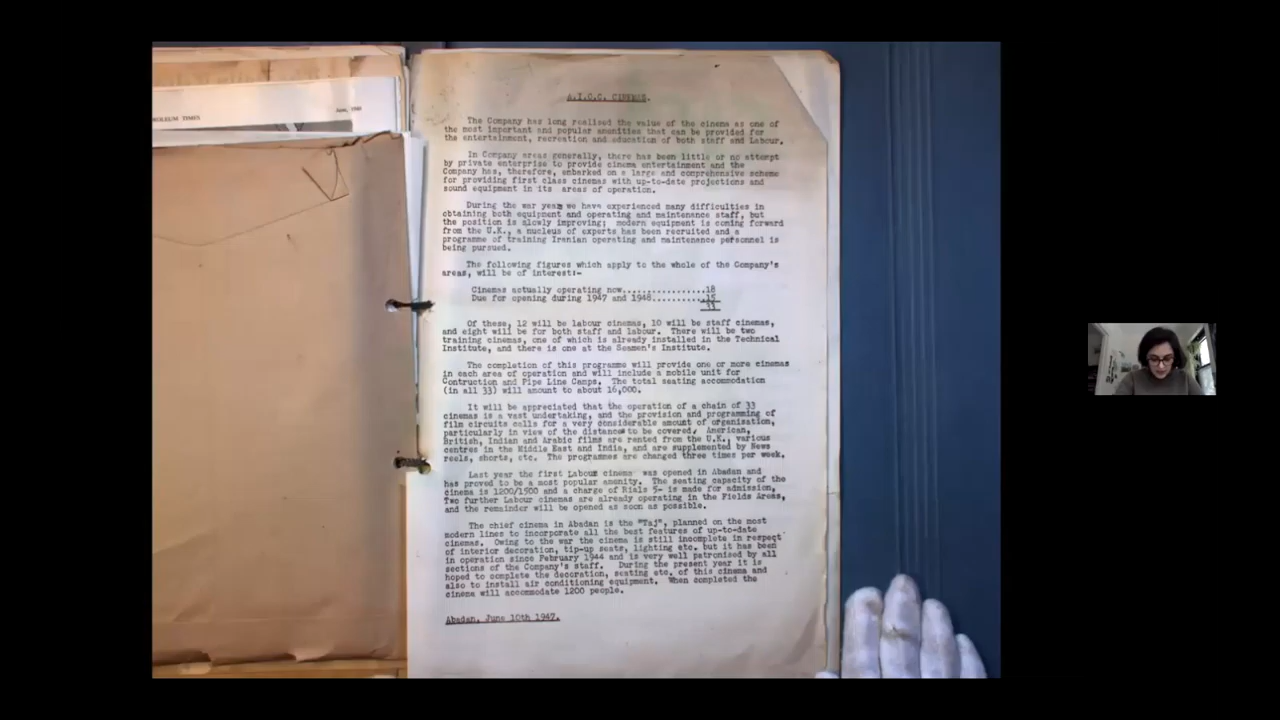 June, 1948
ROLEUM TIMES
A.I.O.C. CINEMAS.
The Company has long realised the value of the cinema as one of
the most important and popular amenities that can be provided for
the entertainment, recreation and education of both staff and Labour.
In Company areas generally, there has been little or no attempt
by private enterprise to provide cinema entertainment and the
Company has, therefore, embarked on a large and comprehensive scheme
for providing first class cinemas with up-to-date projections and
sound equipment in its areas of operation.
During the war years we have experienced many difficulties in
obtaining both equipment and operating and maintenance staff, but
the position is slowly improving; modern equipment is coming forward
from the U.K., a nucleus of experts has been recruited and a
programme of training Iranian operating and maintenance personnel is
being pursued.
The following figures which apply to the whole of the Company's
areas, will be of interest:-
Cinemas actually operating now................18
Due for opening during 1947 and 1948..........15
33
Of these, 12 will be labour cinemas, 10 will be staff cinemas,
and eight will be for both staff and labour. There will be two
training cinemas, one of which is already installed in the Technical
Institute, and there is one at the Seamen's Institute.
The completion of this programme will provide one or more cinemas
in each area of operation and will include a mobile unit for
Contruction and Pipe Line Camps. The total seating accommodation
(in all 33) will amount to about 16,000.
It will be appreciated that the operation of a chain of 33
cinemas is a vast undertaking, and the provision and programming of
film circuits calls for a very considerable amount of organisation,
particularly in view of the distances to be covered. American,
British, Indian and Arabic films are rented from the U.K., various
centres in the Middle East and India, and are supplemented by News
reels, shorts, etc. The programmes are changed three times per week.
Last year the first Labour cinema was opened in Abadan and
has proved to be a most popular amenity. The seating capacity of the
cinema is 1200/1500 and a charge of Rials 5- is made for admission,
Two further Labour cinemas are already operating in the Fields Areas,
and the remainder will be opened as soon as possible.
The chief cinema in Abadan is the "Taj", planned on the most
modern lines to incorporate all the best features of up-to-date
cinemas. Owing to the war the cinema is still incomplete in respect
of interior decoration, tip-up seats, lighting etc. but it has been
in operation since February 1944 and is very well patronised by all
sections of the Company's staff. During the present year it is
hoped to complete the decoration, seating etc. of this cinema and
also to install air conditioning equipment. When completed the
cinema will accommodate 1200 people.
Abadan, June 10th 1947.